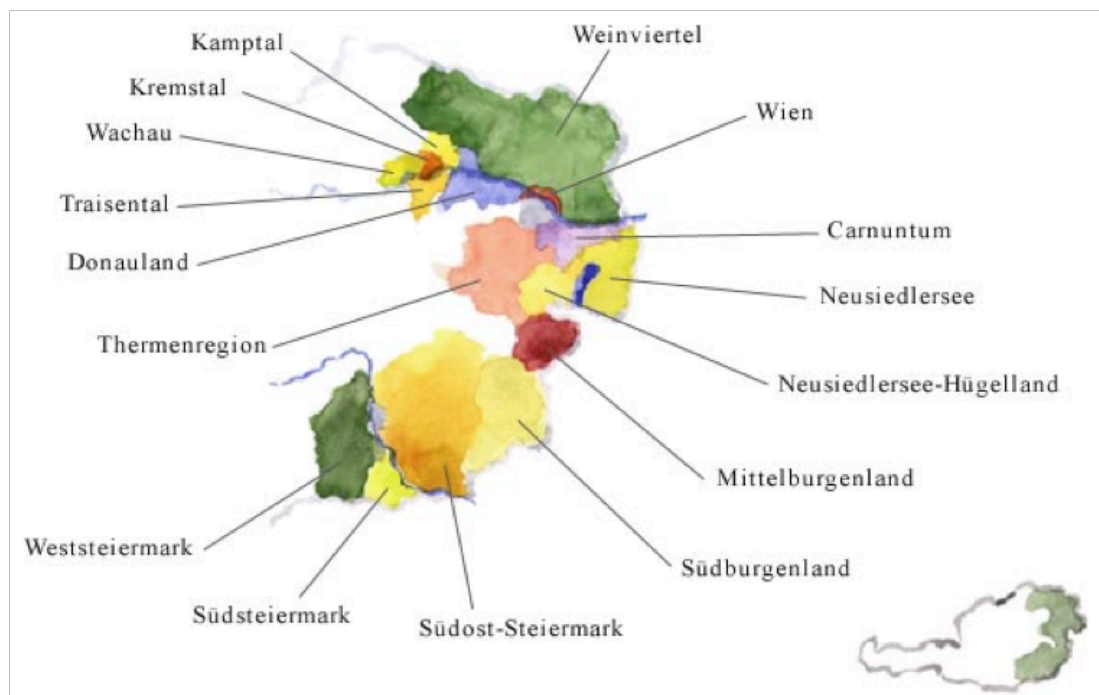 Kamptal
Weinviertel
Kremstal
Wien
Wachau
Traisental
Carnuntum
Donauland
Neusiedlersee
Thermenregion
Neusiedlersee-Hügelland
Mittelburgenland
Weststeiermark
Südburgenland
Südsteiermark
Südost-Steiermark